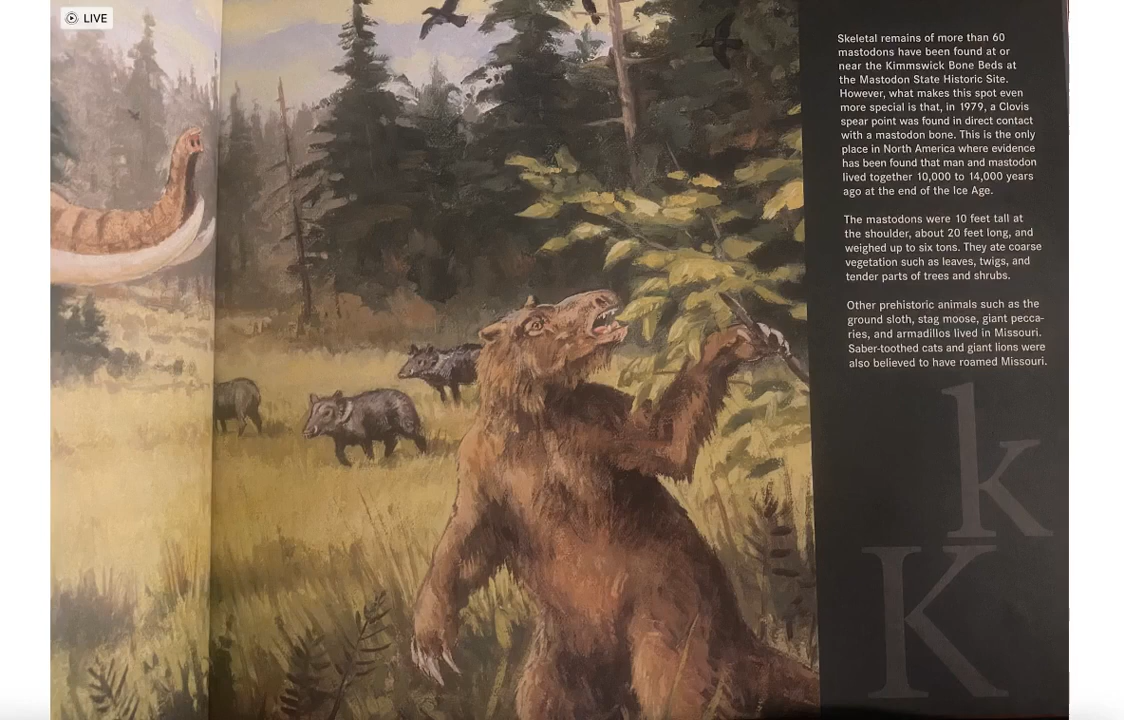 LIVE
Skeletal remains of more than 60
mastodons have been found at or
near the Kimmswick Bone Beds at
the Mastodon State Historic Site.
However, what makes this spot even
more special is that, in 1979, a Clovis
spear point was found in direct contact
with a mastodon bone. This is the only
place in North America where evidence
has been found that man and mastodon
lived together 10,000 to 14,000 years
ago at the end of the Ice Age.
The mastodons were 10 feet tall at
the shoulder, about 20 feet long, and
weighed up to six tons. They ate coarse
vegetation such as leaves, twigs, and
tender parts of trees and shrubs.
Other prehistoric animals such as the
ground sloth, stag moose, giant pecca-
ries, and armadillos lived in Missouri.
Saber-toothed cats and giant lions were
also believed to have roamed Missouri.
k
K